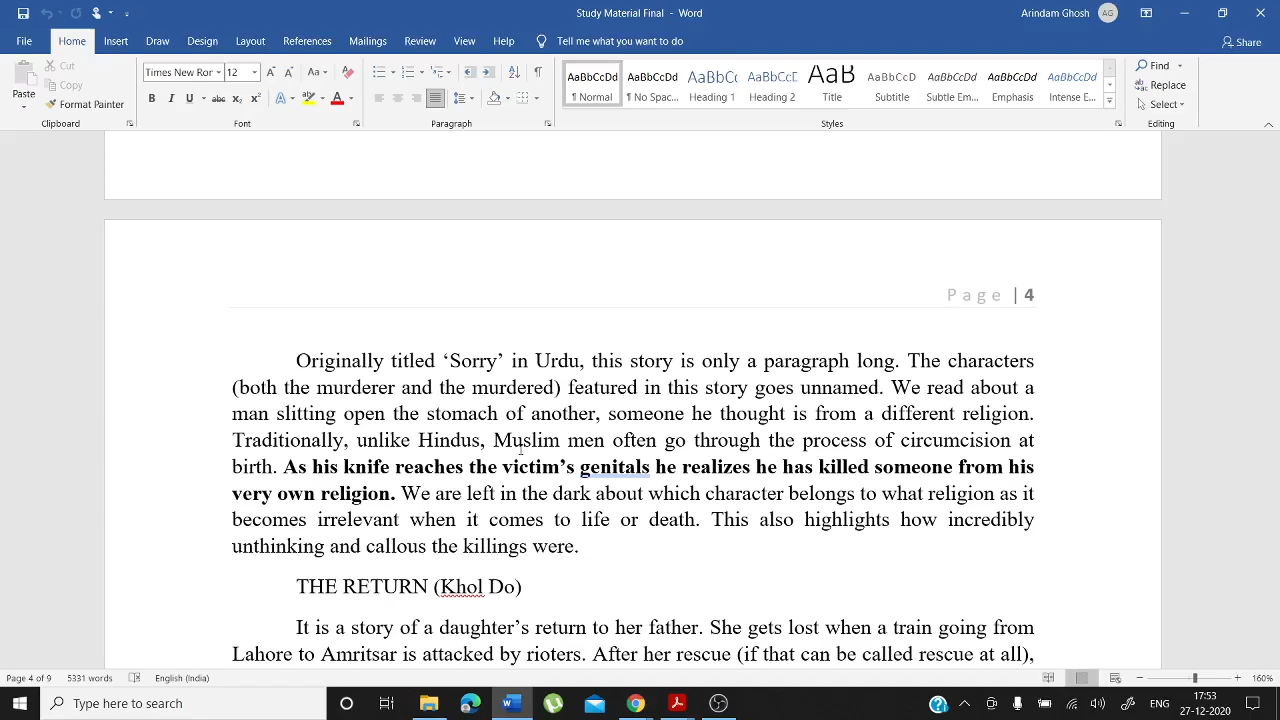 Study Material Final - Word
Arindam Ghosh AG
File Home Insert Draw Design Layout References Mailings Review View Help Tell me what you want to do Share
Paste
Cut
Copy
Format Painter
Clipboard
Times New Ror 12
Font
Paragraph
AaBbCcDd AaBbCcDd AaBbCc AaBbCcC AaB AaBbCcD AaBbCcDd AaBbCcDd AaBbCcDd
¶ Normal ¶ No Spac... Heading 1 Heading 2 Title Subtitle Subtle Em... Emphasis Intense E...
Styles
Find
Replace
Select
Editing
Page | 4
Originally titled ‘Sorry’ in Urdu, this story is only a paragraph long. The characters
(both the murderer and the murdered) featured in this story goes unnamed. We read about a
man slitting open the stomach of another, someone he thought is from a different religion.
Traditionally, unlike Hindus, Muslim men often go through the process of circumcision at
birth. As his knife reaches the victim’s genitals he realizes he has killed someone from his
very own religion. We are left in the dark about which character belongs to what religion as it
becomes irrelevant when it comes to life or death. This also highlights how incredibly
unthinking and callous the killings were.
THE RETURN (Khol Do)
It is a story of a daughter’s return to her father. She gets lost when a train going from
Lahore to Amritsar is attacked by rioters. After her rescue (if that can be called rescue at all),
Page 4 of 9 5331 words English (India) 160%
Type here to search
ENG
17:53
27-12-2020